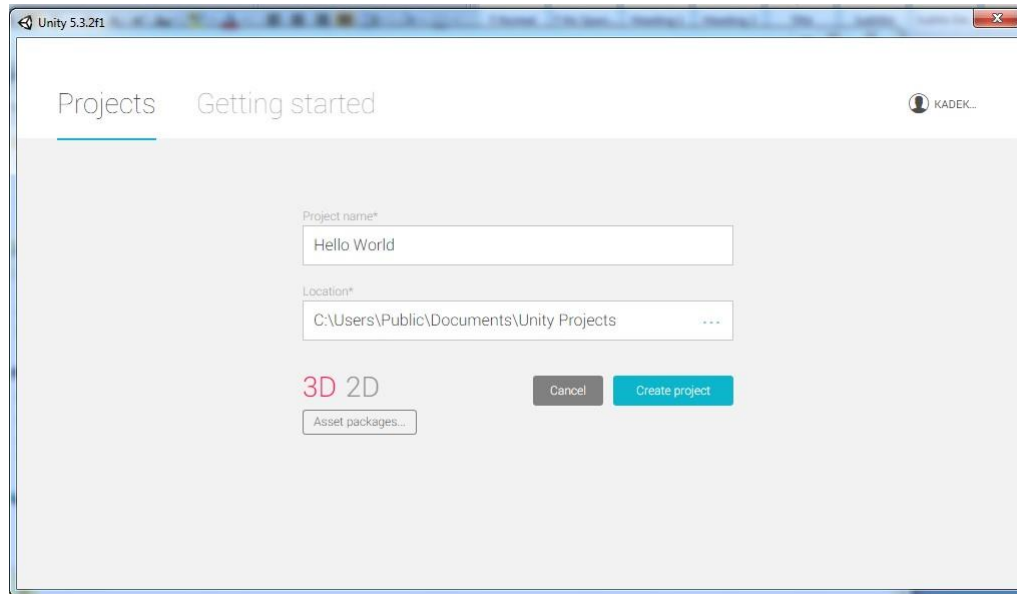 Unity 5.3.2f1
Projects Getting started KADEK...
Project name*
Hello World
Location*
C:\Users\Public\Documents\Unity Projects ...
3D 2D Cancel Create project
Asset packages...